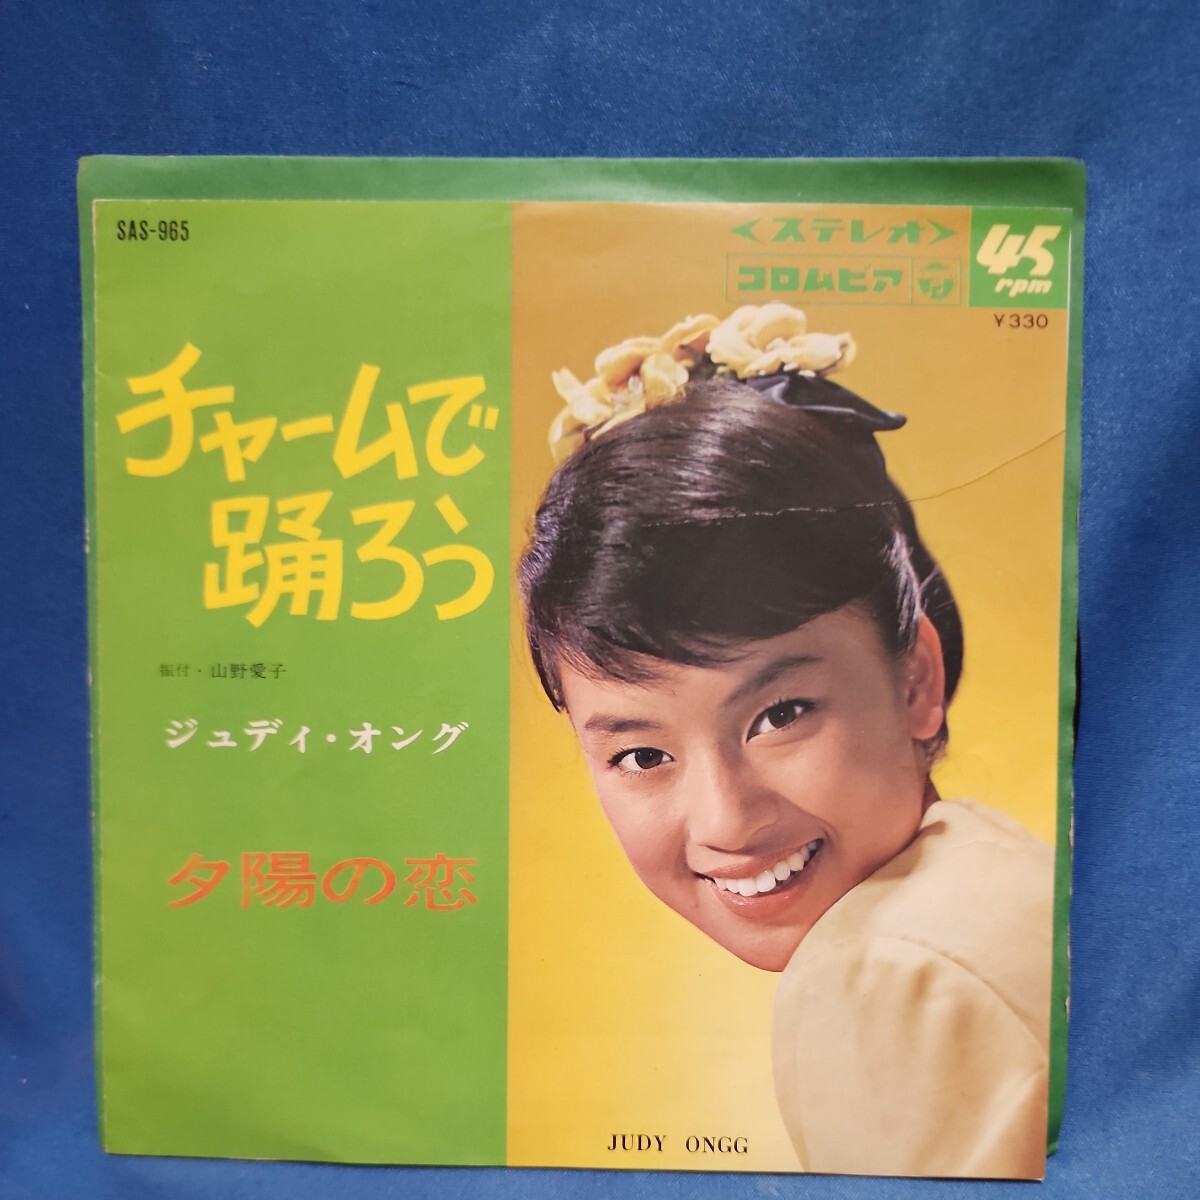 SAS-965
<ステレオ>
コロムビア
45
rpm
¥330
チャームで
踊ろう
振付・山野愛子
ジュディ・オング
夕陽の恋
JUDY ONGG